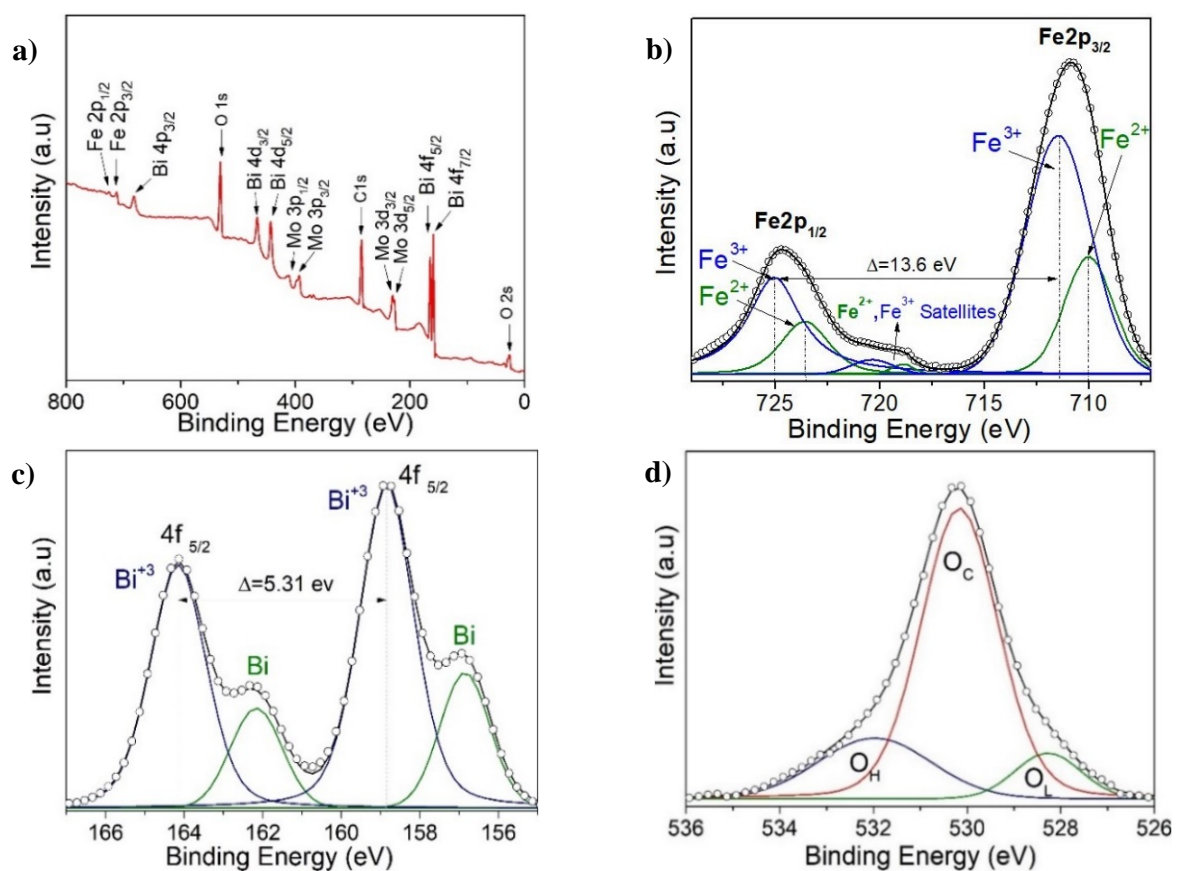 a)
Intensity (a.u)
Fe 2p1/2
Fe 2p3/2
Bi 4p3/2
O 1s
Bi 4d3/2
Bi 4d5/2
Mo 3p1/2
Mo 3p3/2
C1s
Mo 3d3/2
Mo 3d5/2
Bi 4f5/2
Bi 4f7/2
O 2s
800 600 400 200 0
Binding Energy (eV)
b)
Intensity (a.u)
Fe2p3/2
Fe3+
Fe2+
Fe2p1/2
Fe3+
Δ=13.6 eV
Fe2+
Fe2+,Fe3+ Satellites
725 720 715 710
Binding Energy (eV)
c)
Intensity (a.u)
4f 5/2
Bi+3
4f 5/2
Bi+3
Δ=5.31 ev
Bi
Bi
166 164 162 160 158 156
Binding Energy (eV)
d)
Intensity (a.u)
OC
OH
OL
536 534 532 530 528 526
Binding Energy (eV)